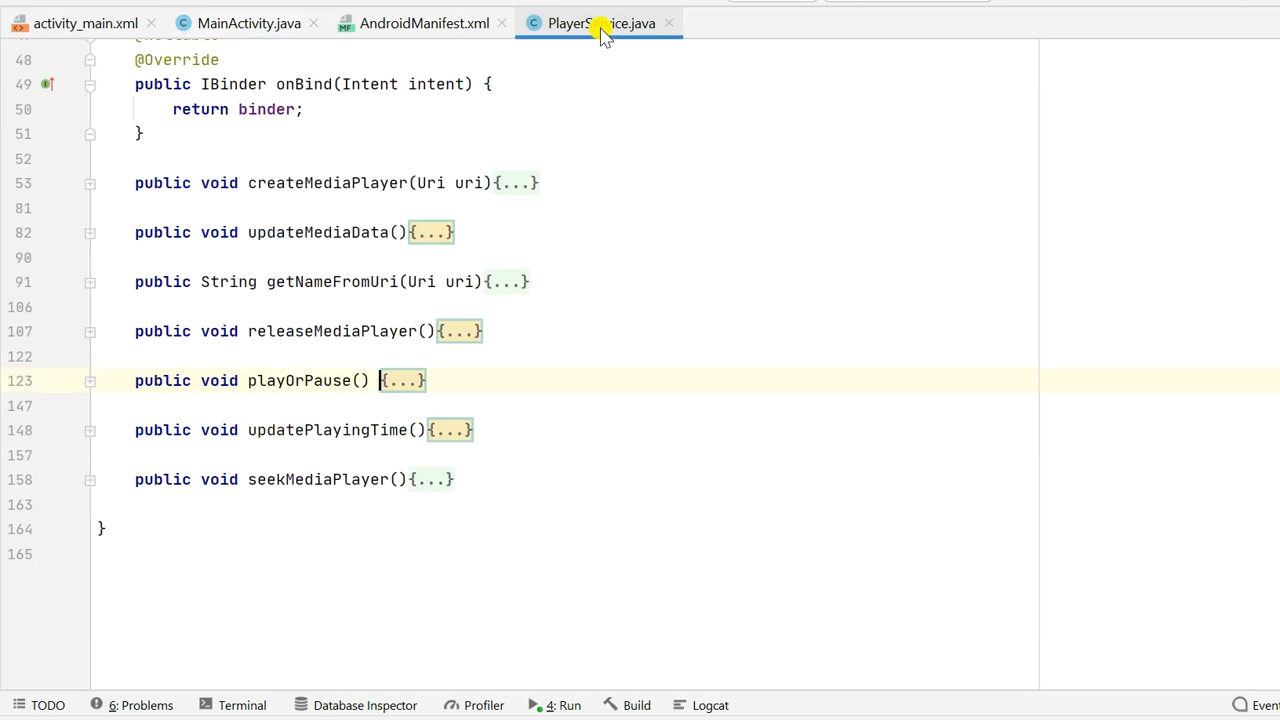 activity_main.xml MainActivity.java AndroidManifest.xml PlayerService.java
48 @Override
49 public IBinder onBind(Intent intent) {
50 return binder;
51 }
52
53 public void createMediaPlayer(Uri uri){...}
81
82 public void updateMediaData(){...}
90
91 public String getNameFromUri(Uri uri){...}
106
107 public void releaseMediaPlayer(){...}
122
123 public void playOrPause() {...}
147
148 public void updatePlayingTime(){...}
157
158 public void seekMediaPlayer(){...}
163
164 }
165
TODO 6: Problems Terminal Database Inspector Profiler 4: Run Build Logcat